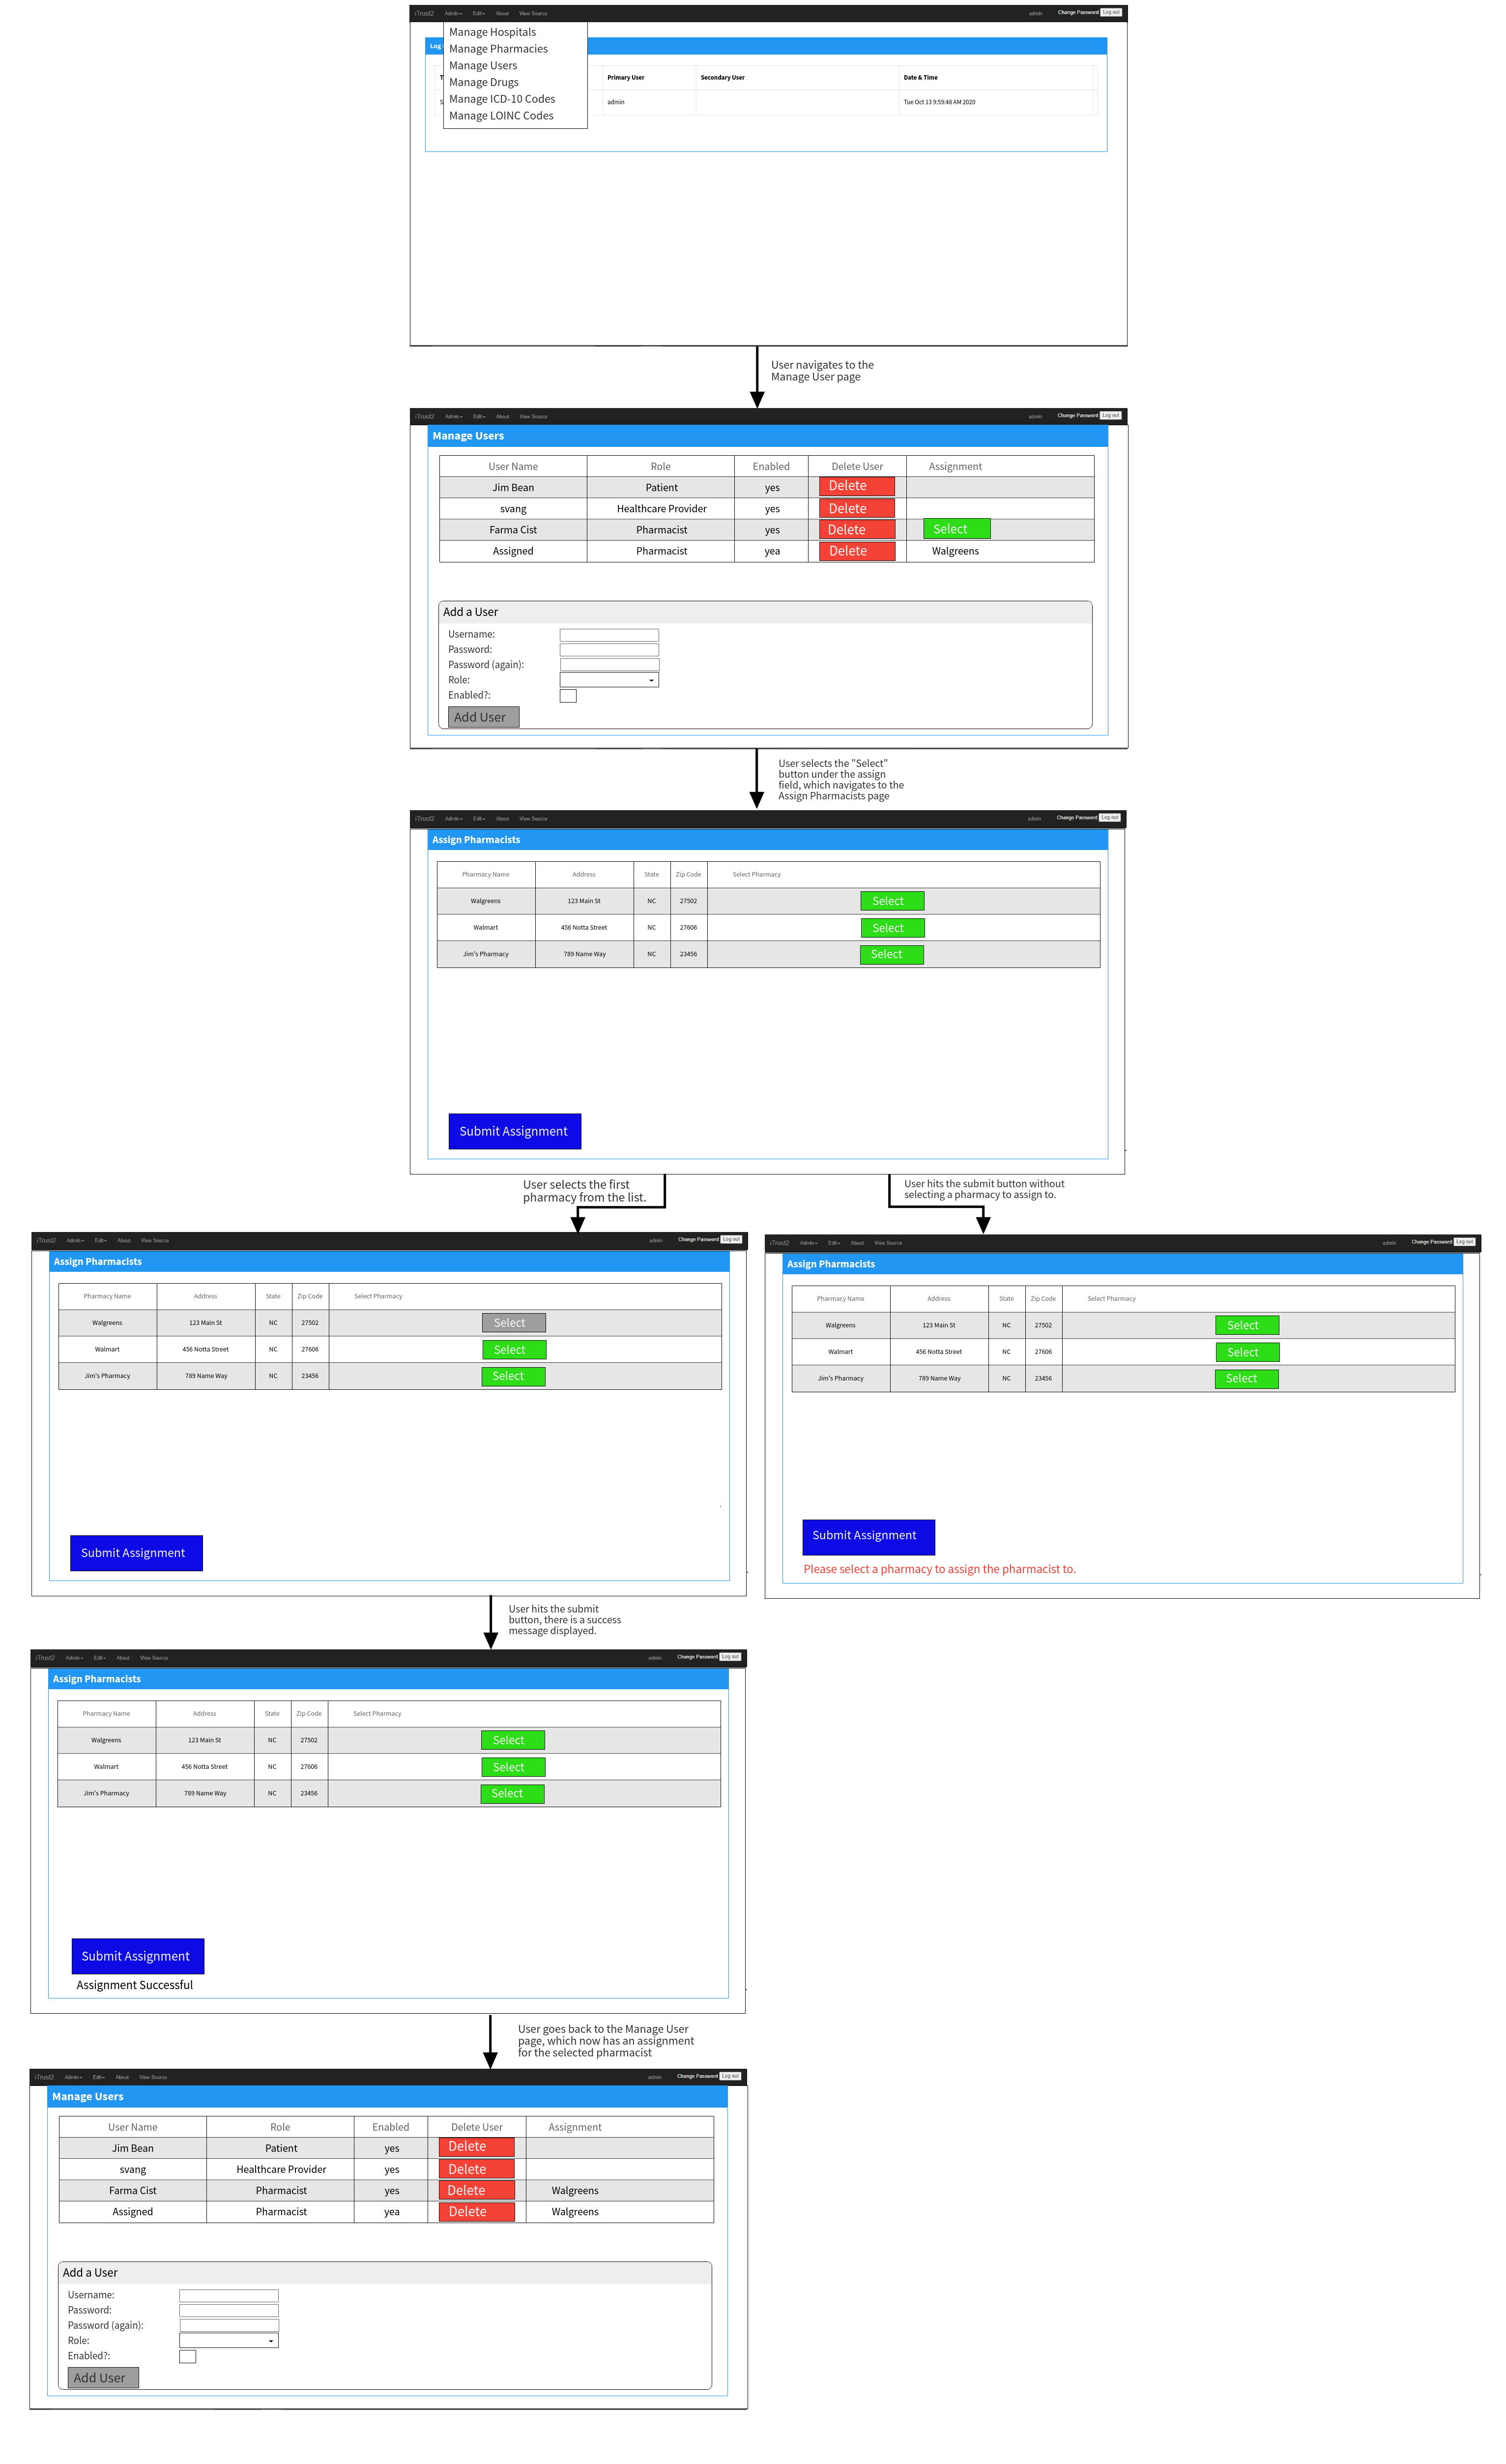 iTrust2 Admin Edit About View Source admin Change Password Log out
Manage Hospitals
Manage Pharmacies
Manage Users
Manage Drugs
Manage ICD-10 Codes
Manage LOINC Codes
Log
T Primary User Secondary User Date & Time
S admin Tue Oct 13 9:59:48 AM 2020
User navigates to the
Manage User page
iTrust2 Admin Edit About View Source admin Change Password Log out
Manage Users
User Name Role Enabled Delete User Assignment
Jim Bean Patient yes Delete
svang Healthcare Provider yes Delete
Farma Cist Pharmacist yes Delete Select
Assigned Pharmacist yea Delete Walgreens
Add a User
Username:
Password:
Password (again):
Role:
Enabled?:
Add User
User selects the "Select"
button under the assign
field, which navigates to the
Assign Pharmacists page
iTrust2 Admin Edit About View Source admin Change Password Log out
Assign Pharmacists
Pharmacy Name Address State Zip Code Select Pharmacy
Walgreens 123 Main St NC 27502 Select
Walmart 456 Notta Street NC 27606 Select
Jim's Pharmacy 789 Name Way NC 23456 Select
Submit Assignment
User selects the first
pharmacy from the list.
User hits the submit button without
selecting a pharmacy to assign to.
iTrust2 Admin Edit About View Source admin Change Password Log out
Assign Pharmacists
Pharmacy Name Address State Zip Code Select Pharmacy
Walgreens 123 Main St NC 27502 Select
Walmart 456 Notta Street NC 27606 Select
Jim's Pharmacy 789 Name Way NC 23456 Select
Submit Assignment
iTrust2 Admin Edit About View Source admin Change Password Log out
Assign Pharmacists
Pharmacy Name Address State Zip Code Select Pharmacy
Walgreens 123 Main St NC 27502 Select
Walmart 456 Notta Street NC 27606 Select
Jim's Pharmacy 789 Name Way NC 23456 Select
Submit Assignment
Please select a pharmacy to assign the pharmacist to.
User hits the submit
button, there is a success
message displayed.
iTrust2 Admin Edit About View Source admin Change Password Log out
Assign Pharmacists
Pharmacy Name Address State Zip Code Select Pharmacy
Walgreens 123 Main St NC 27502 Select
Walmart 456 Notta Street NC 27606 Select
Jim's Pharmacy 789 Name Way NC 23456 Select
Submit Assignment
Assignment Successful
User goes back to the Manage User
page, which now has an assignment
for the selected pharmacist
iTrust2 Admin Edit About View Source admin Change Password Log out
Manage Users
User Name Role Enabled Delete User Assignment
Jim Bean Patient yes Delete
svang Healthcare Provider yes Delete
Farma Cist Pharmacist yes Delete Walgreens
Assigned Pharmacist yea Delete Walgreens
Add a User
Username:
Password:
Password (again):
Role:
Enabled?:
Add User